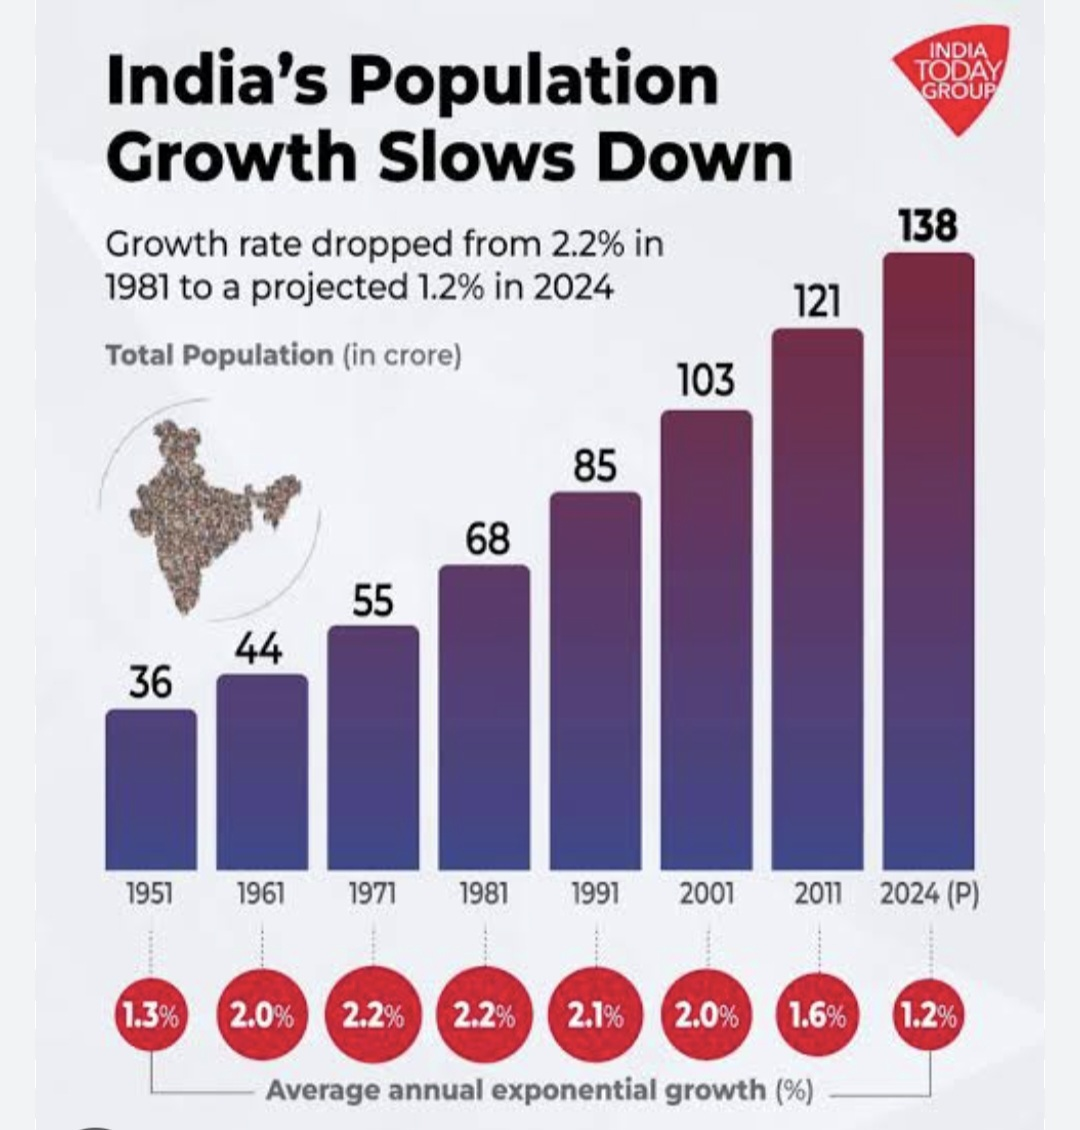 India's Population
Growth Slows Down
INDIA
TODAY
GROUP
Growth rate dropped from 2.2% in
1981 to a projected 1.2% in 2024
Total Population (in crore)
36
44
55
68
85
103
121
138
1951
1961
1971
1981
1991
2001
2011
2024 (P)
1.3%
2.0%
2.2%
2.2%
2.1%
2.0%
1.6%
1.2%
Average annual exponential growth (%)